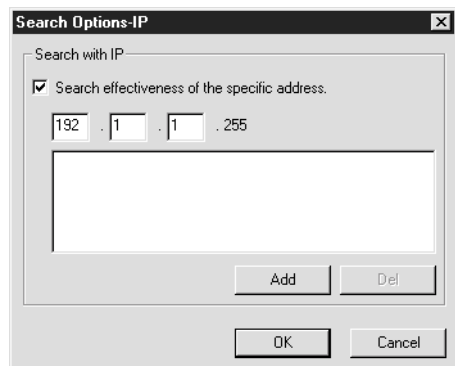 Search Options-IP
Search with IP
Search effectiveness of the specific address.
192 . 1 . 1 . 255
Add Del
OK Cancel